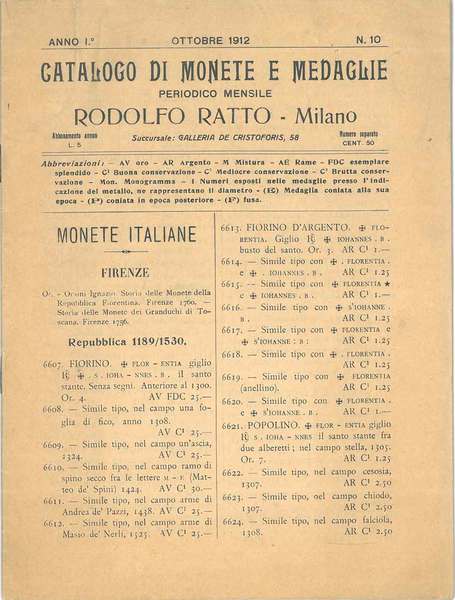 ANNO I.° OTTOBRE 1912 N. 10
CATALOGO DI MONETE E MEDAGLIE
PERIODICO MENSILE
RODOLFO RATTO - Milano
Abbonamento annuo
L. 5
Succursale: GALLERIA DE CRISTOFORIS, 58
Numero separato
CENT. 50
Abbreviazioni: - AV oro - AR Argento - M Mistura - AE Rame - FDC esemplare
splendido - C¹ Buona conservazione - C² Mediocre conservazione - C³ Brutta conser-
vazione - Mon. Monogramma - I Numeri esposti nelle medaglie presso l'indi-
cazione del metallo, ne rappresentano il diametro - (E) Medaglia coniata alla sua
epoca - (P) coniata in epoca posteriore - (F) fusa.
MONETE ITALIANE
FIRENZE
Or. = Orsini Ignazio. Storia delle Monete della
Repubblica Fiorentina. Firenze 1760. —
Storia delle Monete dei Granduchi di To-
scana. Firenze 1756.
Repubblica 1189/1530.
6607. FIORINO. ✠ FLOR - ENTIA giglio
℞ ✠ . S . IOHA - NNES . B . il santo
stante. Senza segni. Anteriore al 1300.
Or. 4. AV FDC 25.—
6608. — Simile tipo, nel campo una fo-
glia di fico, anno 1308.
AV C¹ 25.—
6609. — Simile tipo, nel campo un'ascia,
1324. AV C¹ 25.—
6610. — Simile tipo, nel campo ramo di
spino secco fra le lettere M - F. (Mat-
teo de' Spini) 1424. AV C¹ 30.—
6611. — Simile tipo, nel campo arme di
Andrea de' Pazzi, 1438. AV C² 25.—
6612. — Simile tipo, nel campo arme di
Masio de' Nerli, 1525. AV C¹ 25.—
6613. FIORINO D'ARGENTO. ✠ FLO-
RENTIA. Giglio ℞ ✠ IOHANNES . B .
busto del santo. Or. 3. AR C¹ 1.—
6614. — Simile tipo con ✠ . FLORENTIA
e ✠ . IOHANNES . B . AR C¹ 1.25
6615. — Simile tipo con ✠ FLORENTIA ★
e ✠ IOHANNES . B : AR C¹ 1.—
6616. — Simile tipo con ✠ S'IOHANNE
. B . AR C¹ 1.25
6617. — Simile tipo con ✠ FLORENTIA e
✠ S'IOHANNE : B : AR C¹ 1.25
6618. — Simile tipo con ✠ . FLORENTIA.
AR C¹ 1.25
6619. — Simile tipo con ✠ FLORENTIA
(anellino). AR C¹ 1.25
6620. — Simile tipo con ✠ . FLORENTIA.
e ✠ S'IOHANNE . B . AR C¹ 1.25
6621. POPOLINO. ✠ FLOR - ENTIA giglio
℞ S . IOH - ANNES . B . il santo stante fra
due alberetti; nel campo stella, 1305.
Or. 7. AR C¹ 1.25
6622. — Simile tipo, nel campo cesosia,
1307. AR C¹ 2.50
6623. — Simile tipo, nel campo chiodo,
1307. AR C¹ 2.50
6624. — Simile tipo, nel campo falciola,
1308. AR C¹ 2.50